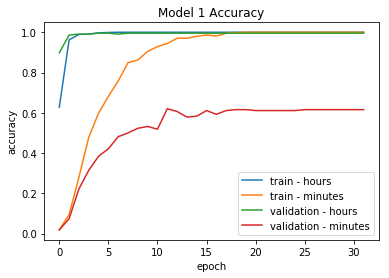 Model 1 Accuracy
accuracy
1.0
0.8
0.6
0.4
0.2
0.0
train - hours
train - minutes
validation - hours
validation - minutes
0 5 10 15 20 25 30
epoch